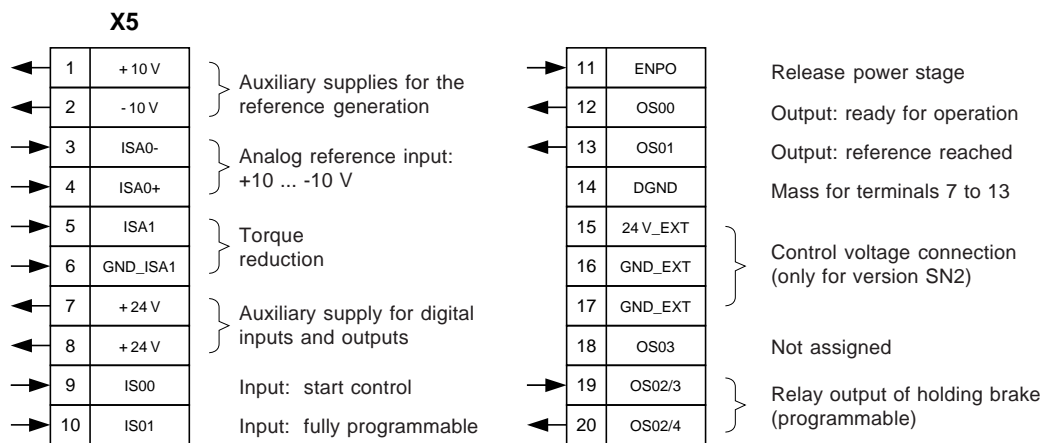 X5
1 +10 V
2 -10 V
Auxiliary supplies for the
reference generation
3 ISA0-
4 ISA0+
Analog reference input:
+10 ... -10 V
5 ISA1
6 GND_ISA1
Torque
reduction
7 +24 V
8 +24 V
Auxiliary supply for digital
inputs and outputs
9 IS00 Input: start control
10 IS01 Input: fully programmable
11 ENPO Release power stage
12 OS00 Output: ready for operation
13 OS01 Output: reference reached
14 DGND Mass for terminals 7 to 13
15 24 V_EXT
16 GND_EXT
17 GND_EXT
Control voltage connection
(only for version SN2)
18 OS03 Not assigned
19 OS02/3
20 OS02/4
Relay output of holding brake
(programmable)